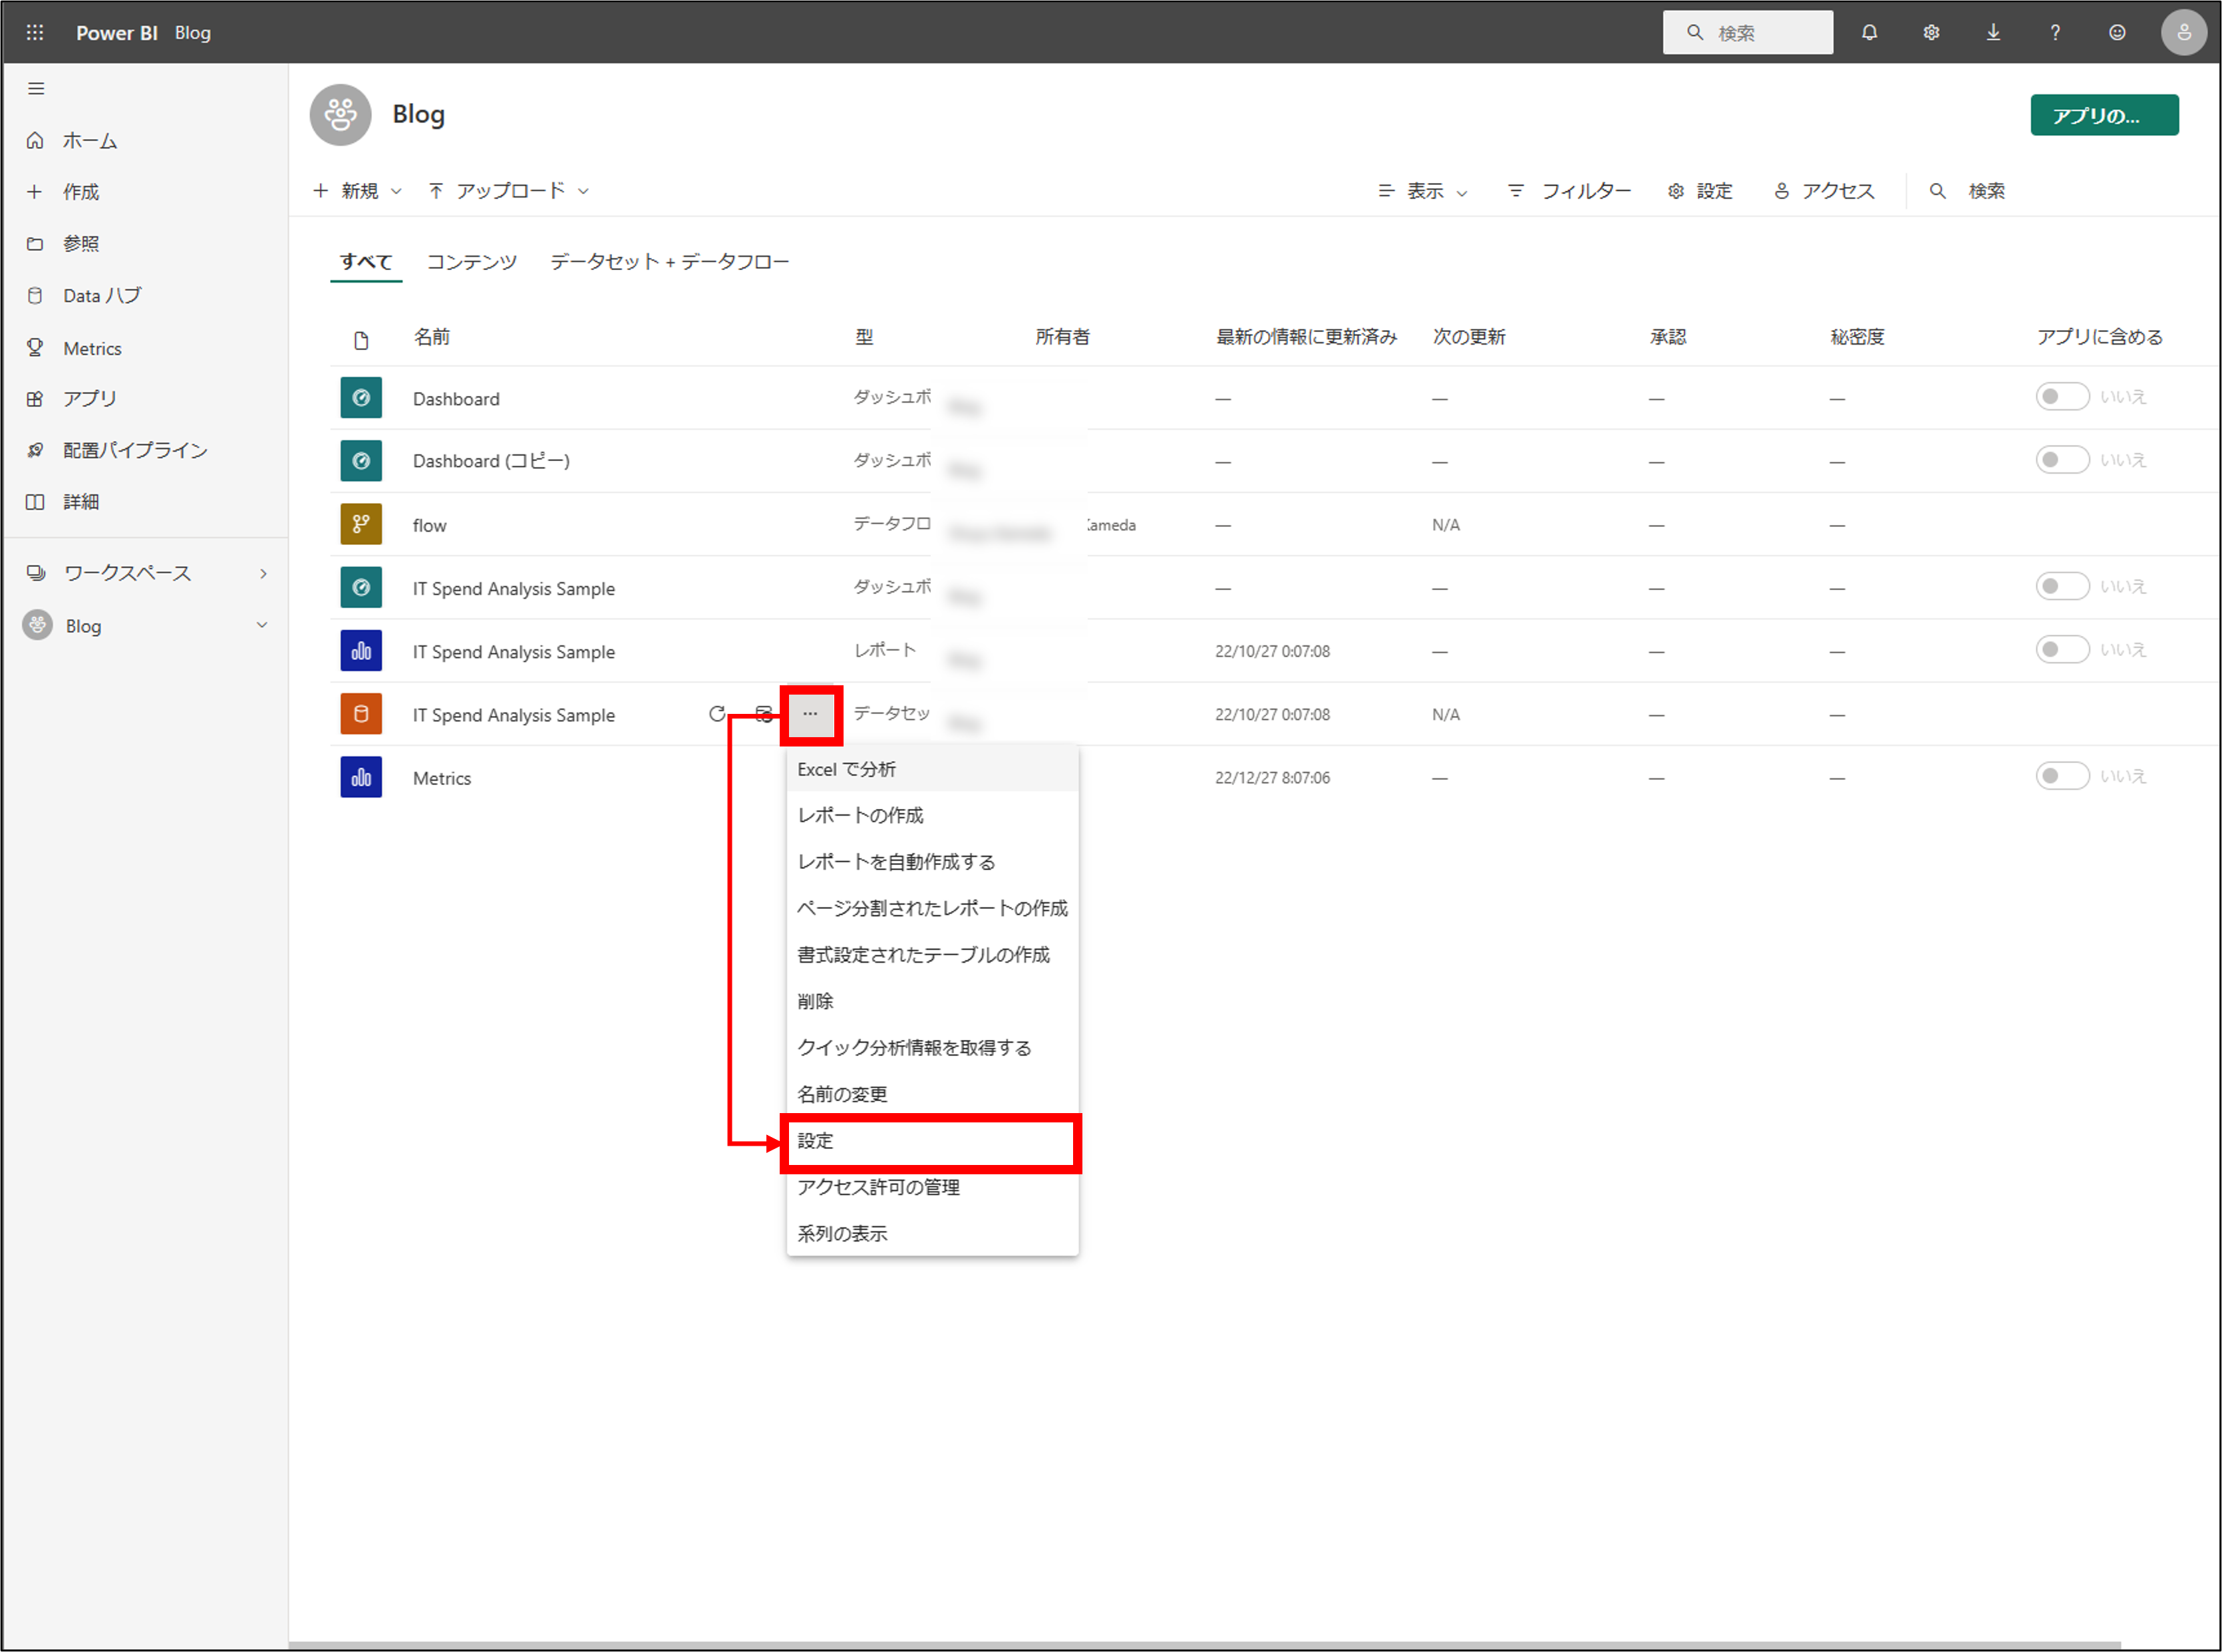 Power BI Blog
検索
?
ホーム
作成
参照
Data ハブ
Metrics
アプリ
配置パイプライン
詳細
ワークスペース
Blog
Blog
アプリの...
新規
アップロード
表示
フィルター
設定
アクセス
検索
すべて コンテンツ データセット + データフロー
名前 型 所有者 最新の情報に更新済み 次の更新 承認 秘密度 アプリに含める
Dashboard ダッシュボ — — — — いいえ
Dashboard (コピー) ダッシュボ — — — — いいえ
flow データフロ Kameda — N/A — —
IT Spend Analysis Sample ダッシュボ — — — — いいえ
IT Spend Analysis Sample レポート 22/10/27 0:07:08 — — — いいえ
IT Spend Analysis Sample ... データセッ 22/10/27 0:07:08 N/A — —
Metrics 22/12/27 8:07:06 — — — いいえ
Excel で分析
レポートの作成
レポートを自動作成する
ページ分割されたレポートの作成
書式設定されたテーブルの作成
削除
クイック分析情報を取得する
名前の変更
設定
アクセス許可の管理
系列の表示